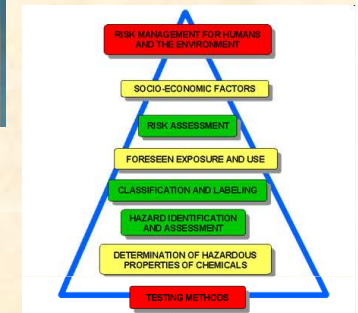 RISK MANAGEMENT FOR HUMANS
AND THE ENVIRONMENT
SOCIO-ECONOMIC FACTORS
RISK ASSESSMENT
FORESEEN EXPOSURE AND USE
CLASSIFICATION AND LABELING
HAZARD IDENTIFICATION
AND ASSESSMENT
DETERMINATION OF HAZARDOUS
PROPERTIES OF CHEMICALS
TESTING METHODS